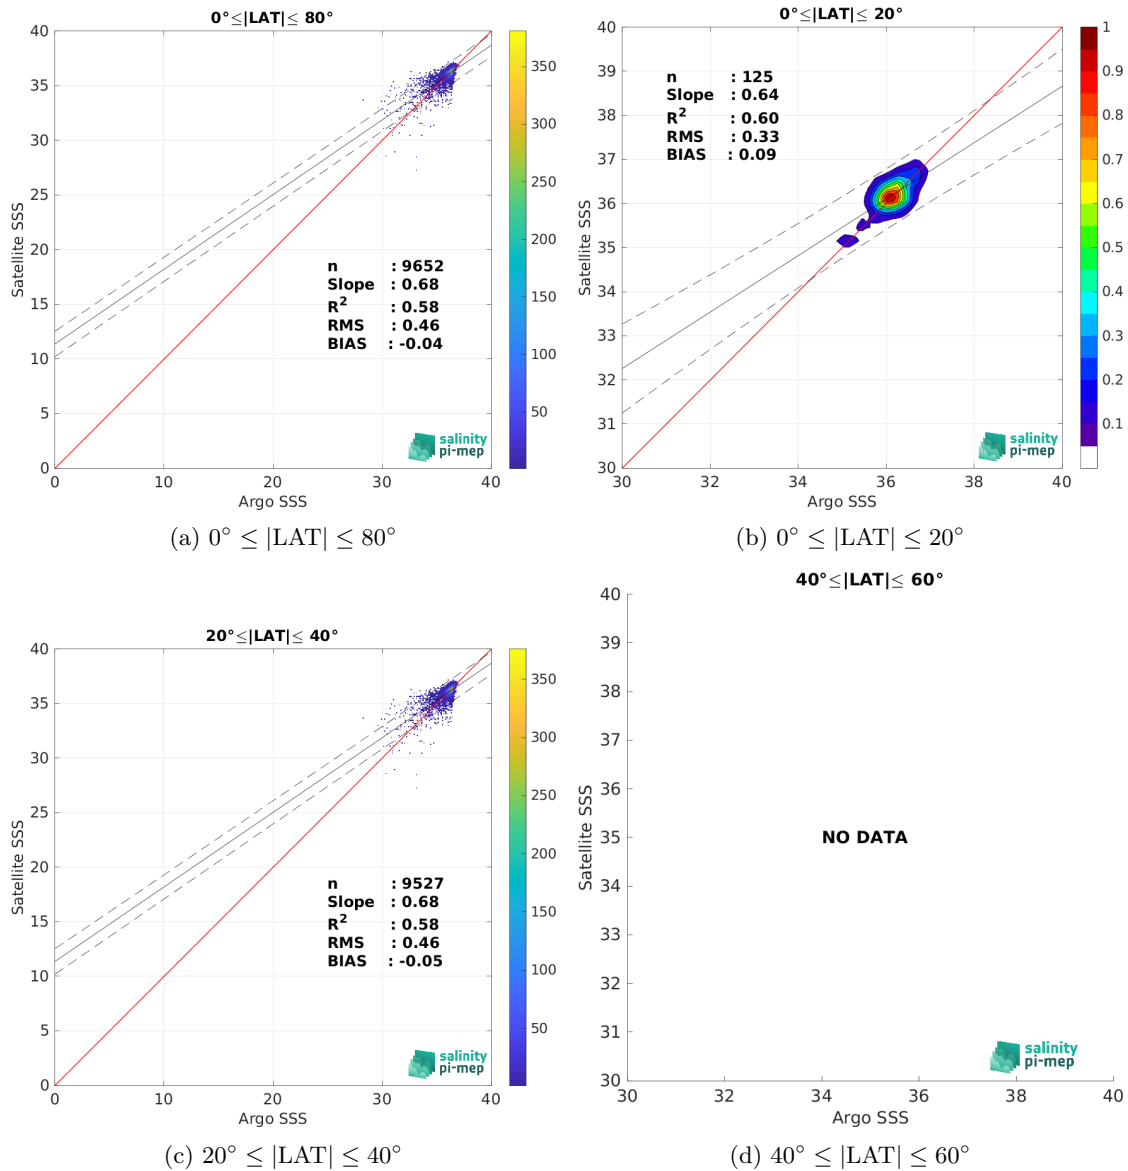 0°≤|LAT|≤ 80°
40
35
30
25
20
15
10
5
0
Satellite SSS
n : 9652
Slope : 0.68
R² : 0.58
RMS : 0.46
BIAS : -0.04
salinity
pi-mep
0 10 20 30 40
Argo SSS
350
300
250
200
150
100
50
(a) 0° ≤ |LAT| ≤ 80°
0°≤|LAT|≤ 20°
40
39
38
37
36
35
34
33
32
31
30
Satellite SSS
n : 125
Slope : 0.64
R² : 0.60
RMS : 0.33
BIAS : 0.09
salinity
pi-mep
30 32 34 36 38 40
Argo SSS
1
0.9
0.8
0.7
0.6
0.5
0.4
0.3
0.2
0.1
(b) 0° ≤ |LAT| ≤ 20°
20°≤|LAT|≤ 40°
40
35
30
25
20
15
10
5
0
Satellite SSS
n : 9527
Slope : 0.68
R² : 0.58
RMS : 0.46
BIAS : -0.05
salinity
pi-mep
0 10 20 30 40
Argo SSS
350
300
250
200
150
100
50
(c) 20° ≤ |LAT| ≤ 40°
40°≤|LAT|≤ 60°
40
39
38
37
36
35
34
33
32
31
30
Satellite SSS
NO DATA
salinity
pi-mep
30 32 34 36 38 40
Argo SSS
(d) 40° ≤ |LAT| ≤ 60°